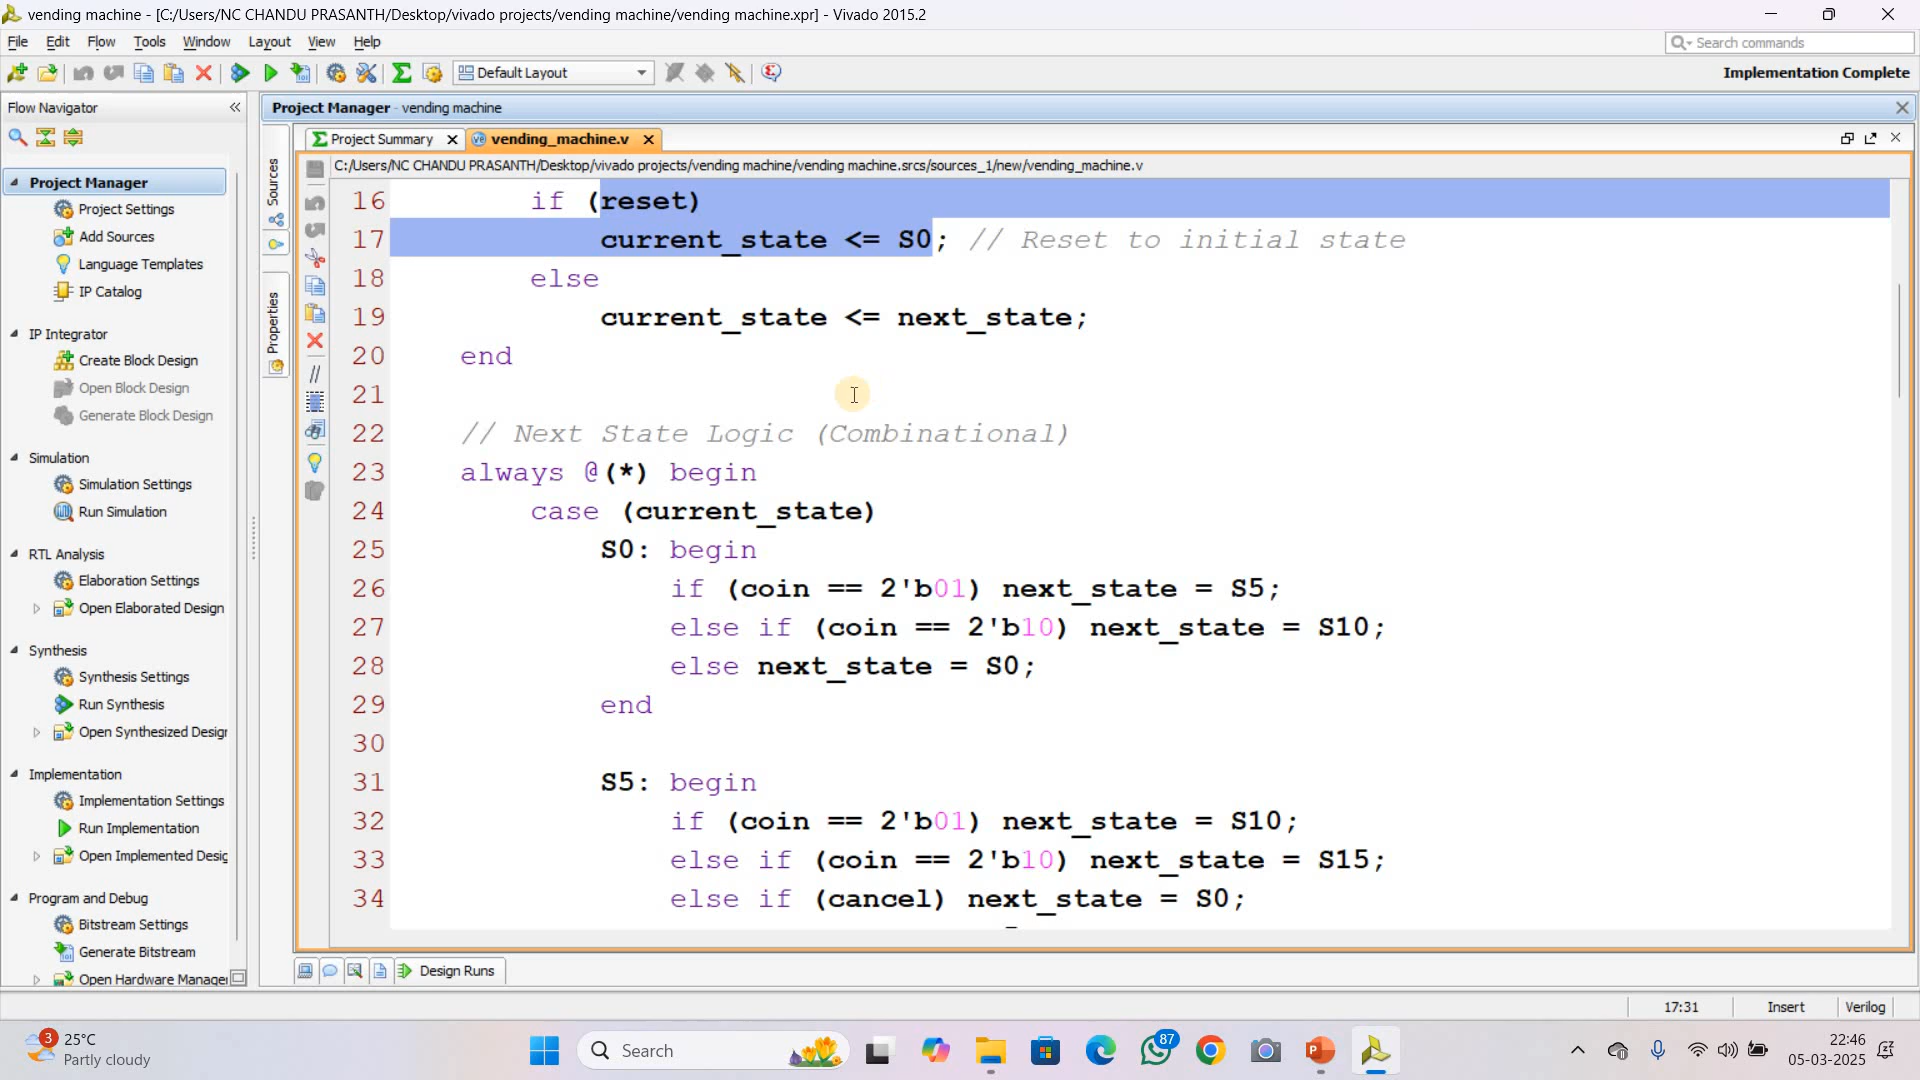 vending machine - [C:/Users/NC CHANDU PRASANTH/Desktop/vivado projects/vending machine/vending machine.xpr] - Vivado 2015.2
File Edit Flow Tools Window Layout View Help
Search commands
Default Layout
Implementation Complete
Flow Navigator
Project Manager - vending machine
Project Summary
vending_machine.v
C:/Users/NC CHANDU PRASANTH/Desktop/vivado projects/vending machine/vending machine.srcs/sources_1/new/vending_machine.v
Project Manager
Project Settings
Add Sources
Language Templates
IP Catalog
IP Integrator
Create Block Design
Open Block Design
Generate Block Design
Simulation
Simulation Settings
Run Simulation
RTL Analysis
Elaboration Settings
Open Elaborated Design
Synthesis
Synthesis Settings
Run Synthesis
Open Synthesized Design
Implementation
Implementation Settings
Run Implementation
Open Implemented Desig
Program and Debug
Bitstream Settings
Generate Bitstream
Open Hardware Manager
Sources
Properties
16 if (reset)
17 current_state <= S0; // Reset to initial state
18 else
19 current_state <= next_state;
20 end
21
22 // Next State Logic (Combinational)
23 always @(*) begin
24 case (current_state)
25 S0: begin
26 if (coin == 2'b01) next_state = S5;
27 else if (coin == 2'b10) next_state = S10;
28 else next_state = S0;
29 end
30
31 S5: begin
32 if (coin == 2'b01) next_state = S10;
33 else if (coin == 2'b10) next_state = S15;
34 else if (cancel) next_state = S0;
Design Runs
17:31 Insert Verilog
3
25°C
Partly cloudy
Search
87
22:46
05-03-2025